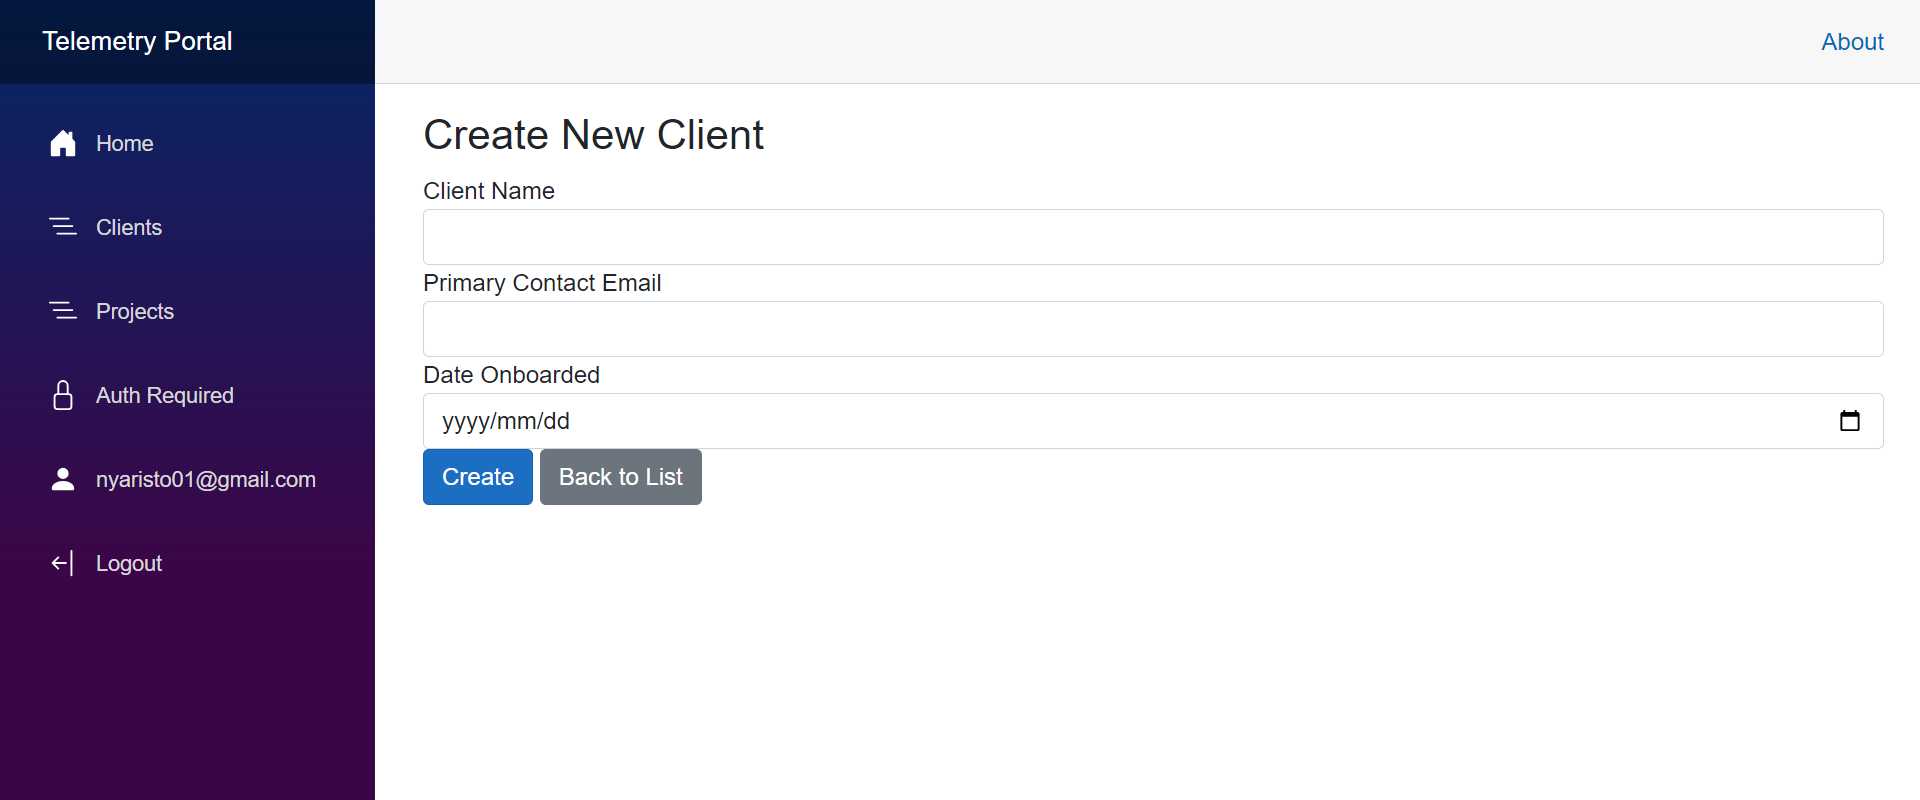 Telemetry Portal
About
Home
Clients
Projects
Auth Required
nyaristo01@gmail.com
Logout
Create New Client
Client Name
Primary Contact Email
Date Onboarded
yyyy/mm/dd
Create
Back to List